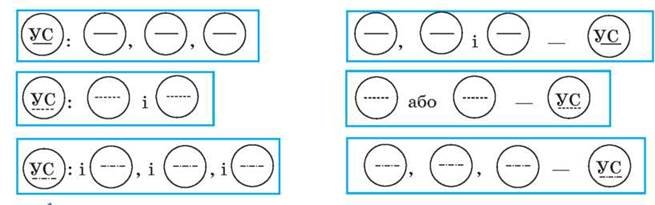 УС: , ,
, і — УС
УС: і
або — УС
УС: і , і , і
, , — УС